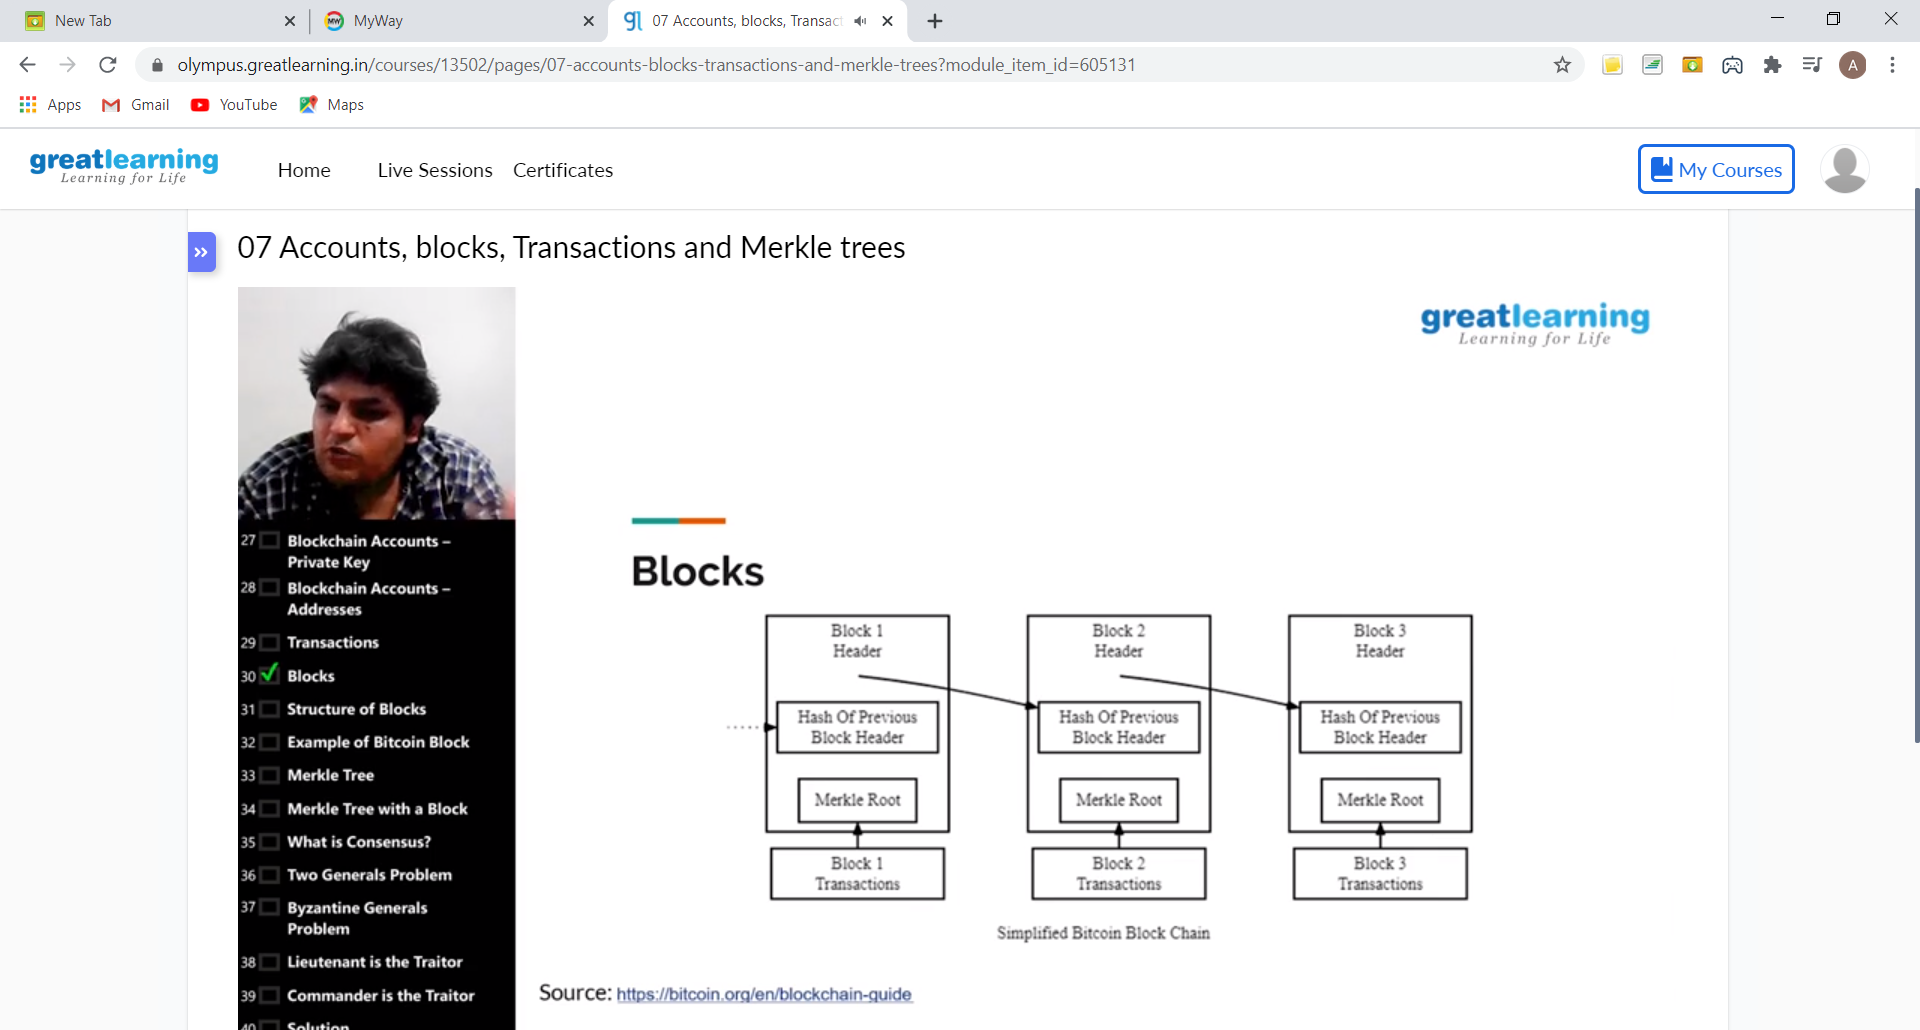 New Tab
MyWay
07 Accounts, blocks, Transact
olympus.greatlearning.in/courses/13502/pages/07-accounts-blocks-transactions-and-merkle-trees?module_item_id=605131
A
Apps
Gmail
YouTube
Maps
greatlearning
Learning for Life
Home
Live Sessions
Certificates
My Courses
07 Accounts, blocks, Transactions and Merkle trees
greatlearning
Learning for Life
27 Blockchain Accounts –
Private Key
28 Blockchain Accounts –
Addresses
29 Transactions
30 Blocks
31 Structure of Blocks
32 Example of Bitcoin Block
33 Merkle Tree
34 Merkle Tree with a Block
35 What is Consensus?
36 Two Generals Problem
37 Byzantine Generals
Problem
38 Lieutenant is the Traitor
39 Commander is the Traitor
40 Solution
Blocks
Block 1
Header
Hash Of Previous
Block Header
Merkle Root
Block 1
Transactions
Block 2
Header
Hash Of Previous
Block Header
Merkle Root
Block 2
Transactions
Block 3
Header
Hash Of Previous
Block Header
Merkle Root
Block 3
Transactions
Simplified Bitcoin Block Chain
Source: https://bitcoin.org/en/blockchain-guide